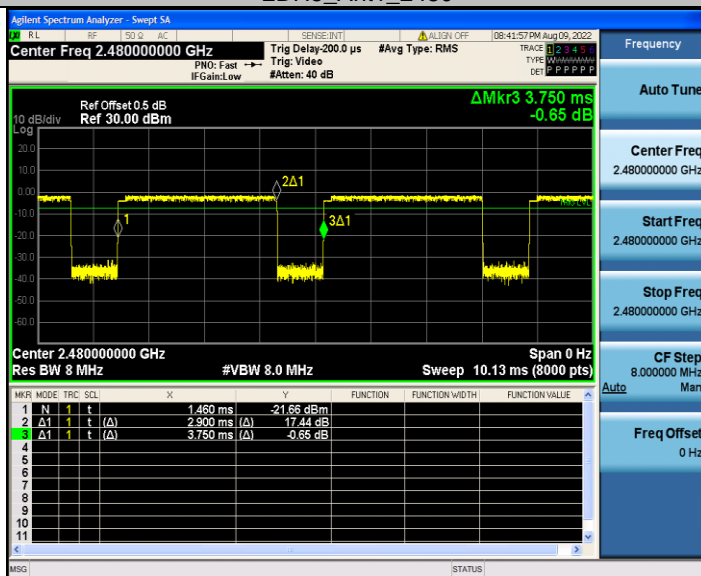 Agilent Spectrum Analyzer - Swept SA
LXI RL RF 50 Ω AC SENSE:INT ALIGN OFF 08:41:57 PM Aug 09, 2022
Center Freq 2.480000000 GHz Trig Delay-200.0 µs #Avg Type: RMS TRACE 1 2 3 4 5 6
PNO: Fast Trig: Video TYPE
IFGain:Low #Atten: 40 dB DET P P P P P P
Frequency
Auto Tune
Center Freq
2.480000000 GHz
Start Freq
2.480000000 GHz
Stop Freq
2.480000000 GHz
CF Step
8.000000 MHz
Auto Man
Freq Offset
0 Hz
ΔMkr3 3.750 ms
-0.65 dB
Ref Offset 0.5 dB
10 dB/div Ref 30.00 dBm
Log
20.0
10.0
0.00
-10.0
-20.0
-30.0
-40.0
-50.0
-60.0
2Δ1
1
3Δ1
Center 2.480000000 GHz Span 0 Hz
Res BW 8 MHz #VBW 8.0 MHz Sweep 10.13 ms (8000 pts)
MKR MODE TRC SCL X Y FUNCTION FUNCTION WIDTH FUNCTION VALUE
1 N 1 t 1.460 ms -21.66 dBm
2 Δ1 1 t (Δ) 2.900 ms (Δ) 17.44 dB
3 Δ1 1 t (Δ) 3.750 ms (Δ) -0.65 dB
4
5
6
7
8
9
10
11
MSG STATUS